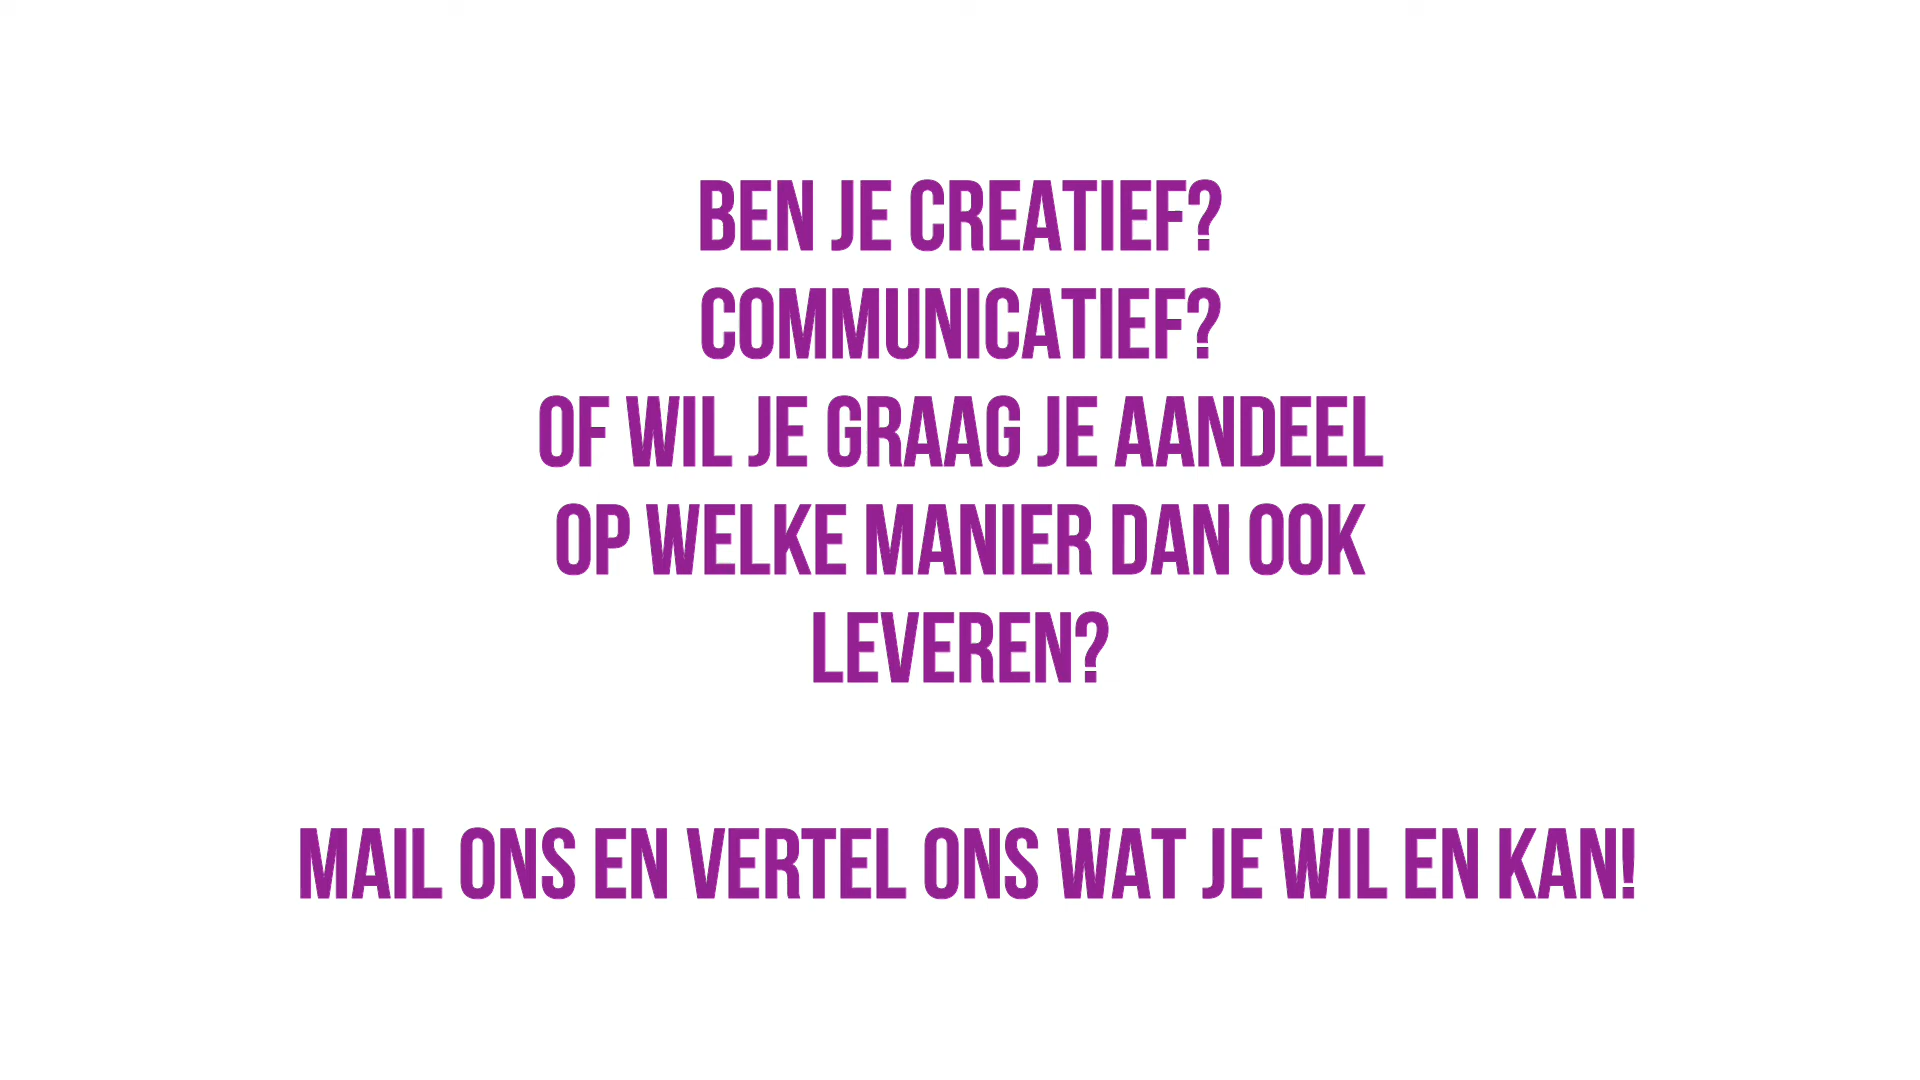 BEN JE CREATIEF?
COMMUNICATIEF?
OF WIL JE GRAAG JE AANDEEL
OP WELKE MANIER DAN OOK
LEVEREN?
MAIL ONS EN VERTEL ONS WAT JE WIL EN KAN!